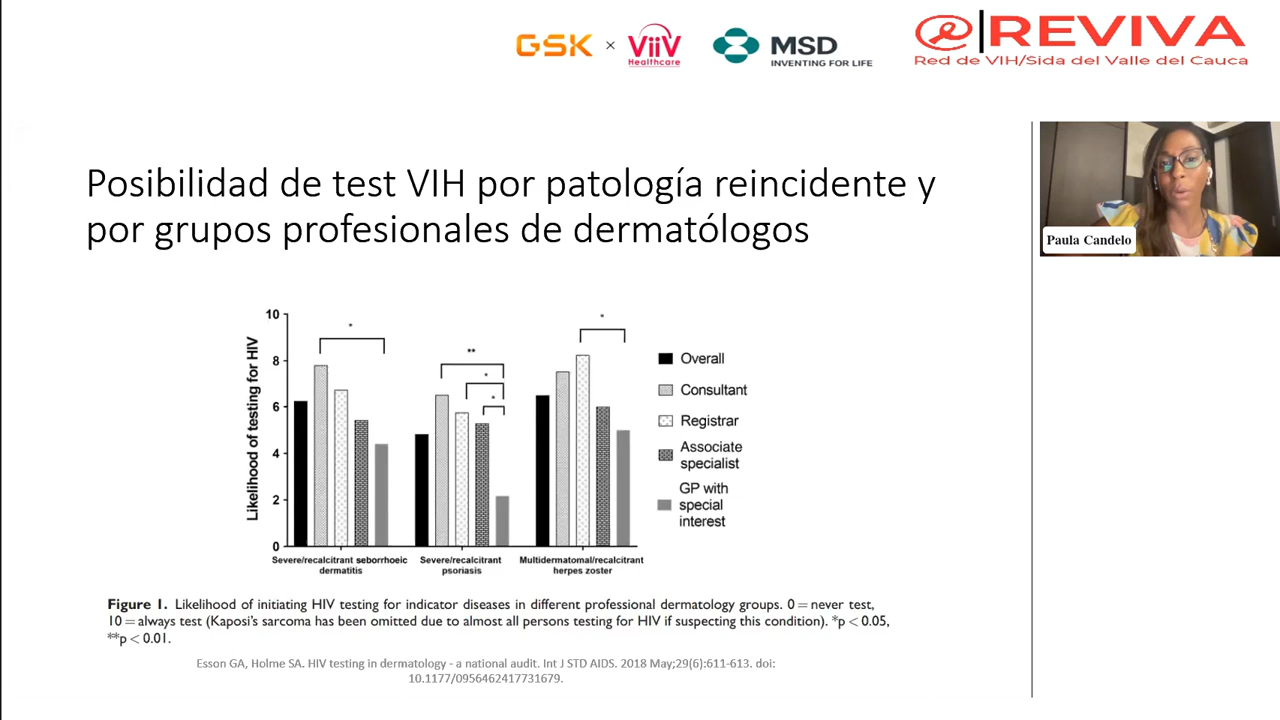 GSK × ViiV Healthcare
MSD
INVENTING FOR LIFE
REVIVA
Red de VIH/Sida del Valle del Cauca
Paula Candelo
Posibilidad de test VIH por patología reincidente y
por grupos profesionales de dermatólogos
Likelihood of testing for HIV
10
8
6
4
2
0
*
**
*
*
*
Severe/recalcitrant seborrhoeic
dermatitis
Severe/recalcitrant
psoriasis
Multidermatomal/recalcitrant
herpes zoster
Overall
Consultant
Registrar
Associate
specialist
GP with
special
interest
Figure 1. Likelihood of initiating HIV testing for indicator diseases in different professional dermatology groups. 0 = never test,
10 = always test (Kaposi's sarcoma has been omitted due to almost all persons testing for HIV if suspecting this condition). *p < 0.05,
**p < 0.01.
Esson GA, Holme SA. HIV testing in dermatology - a national audit. Int J STD AIDS. 2018 May;29(6):611-613. doi:
10.1177/0956462417731679.